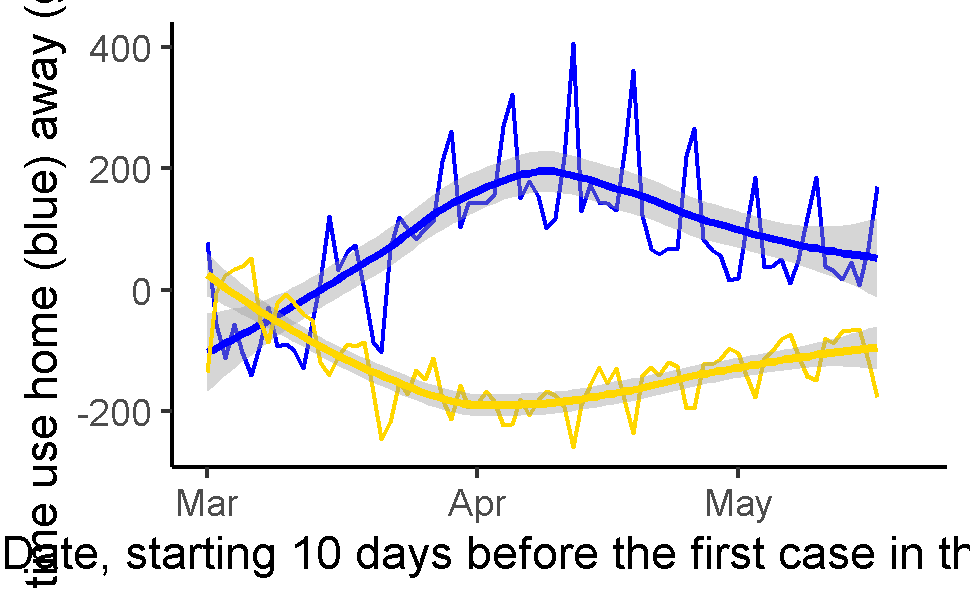 time use home (blue) away (
400
200
0
-200
Mar Apr May
Date, starting 10 days before the first case in th